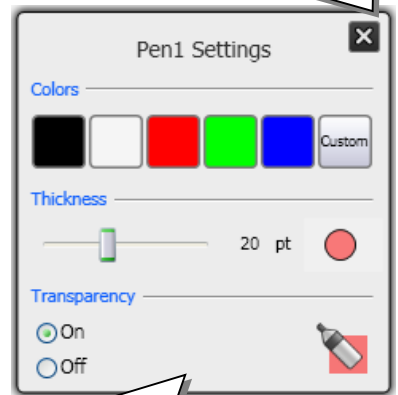 Pen1 Settings
Colors
Custom
Thickness
20 pt
Transparency
On
Off